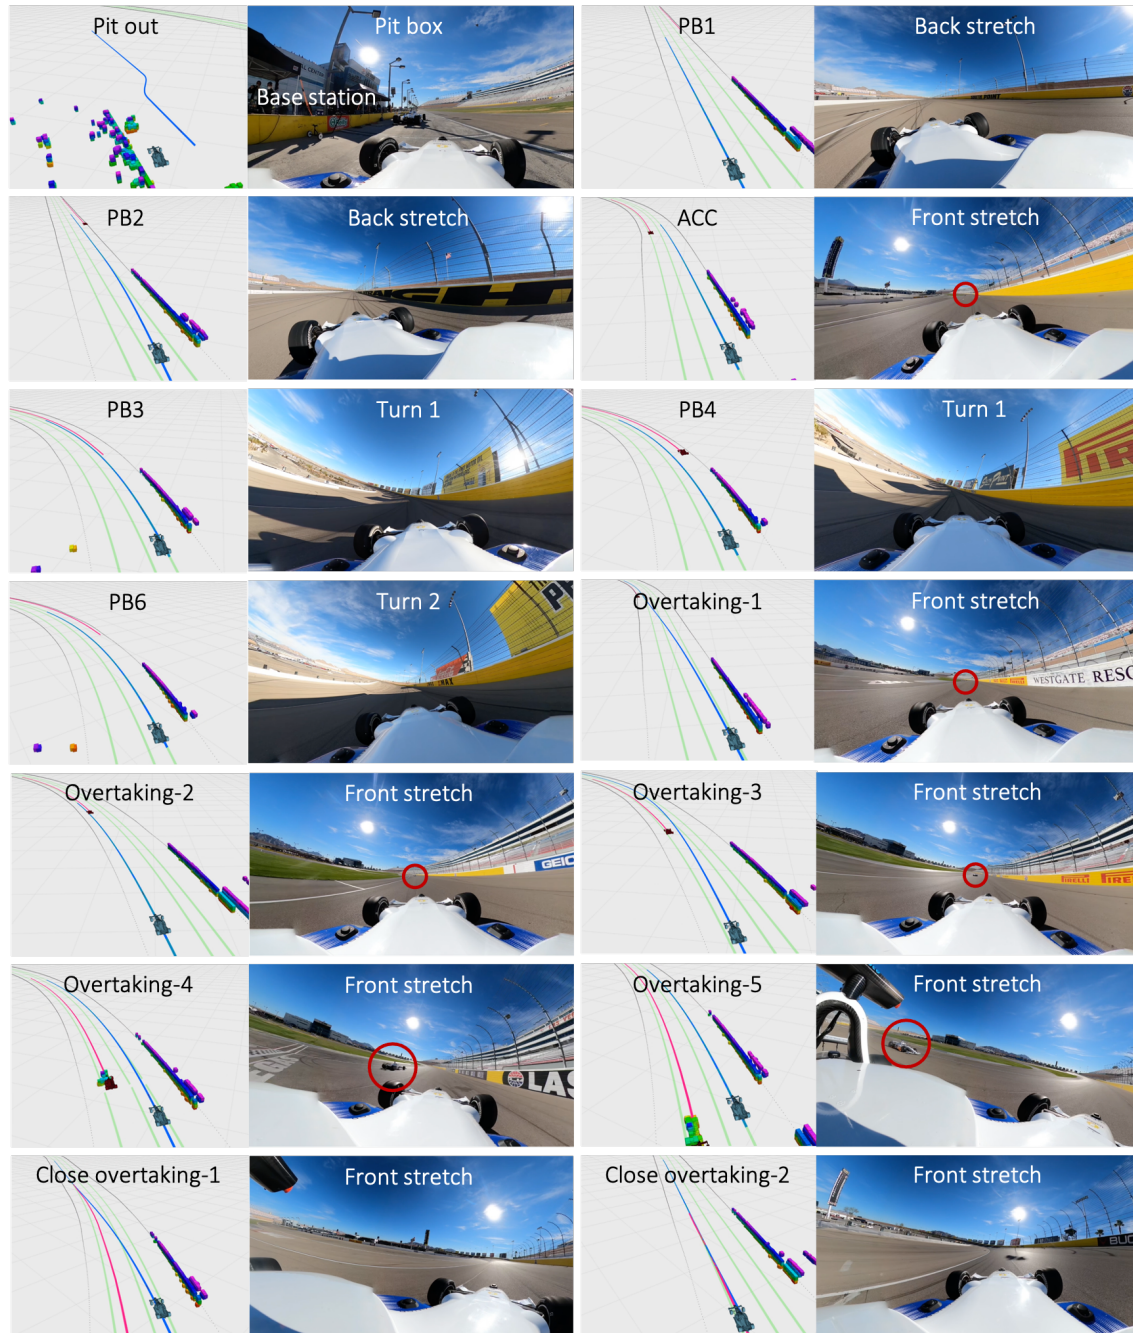 Pit out
Pit box
Base station
PB1
Back stretch
PB2
Back stretch
ACC
Front stretch
PB3
Turn 1
PB4
Turn 1
PB6
Turn 2
Overtaking-1
Front stretch
WESTGATE RESO
Overtaking-2
Front stretch
GEIC
Overtaking-3
Front stretch
PIRELLI
PIRE
Overtaking-4
Front stretch
LAS
Overtaking-5
Front stretch
Close overtaking-1
Front stretch
Close overtaking-2
Front stretch
BUC